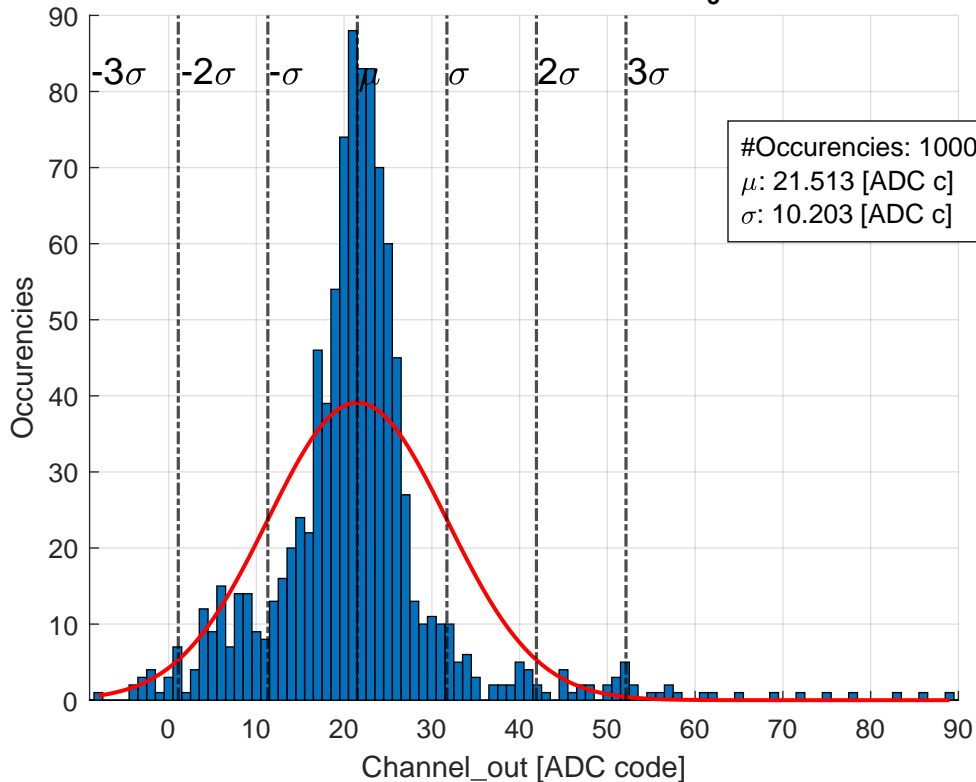 90
80
70
60
50
40
30
20
10
0
Occurencies
-3σ -2σ -σ μ σ 2σ 3σ
#Occurencies: 1000
μ: 21.513 [ADC c]
σ: 10.203 [ADC c]
0 10 20 30 40 50 60 70 80 90
Channel_out [ADC code]